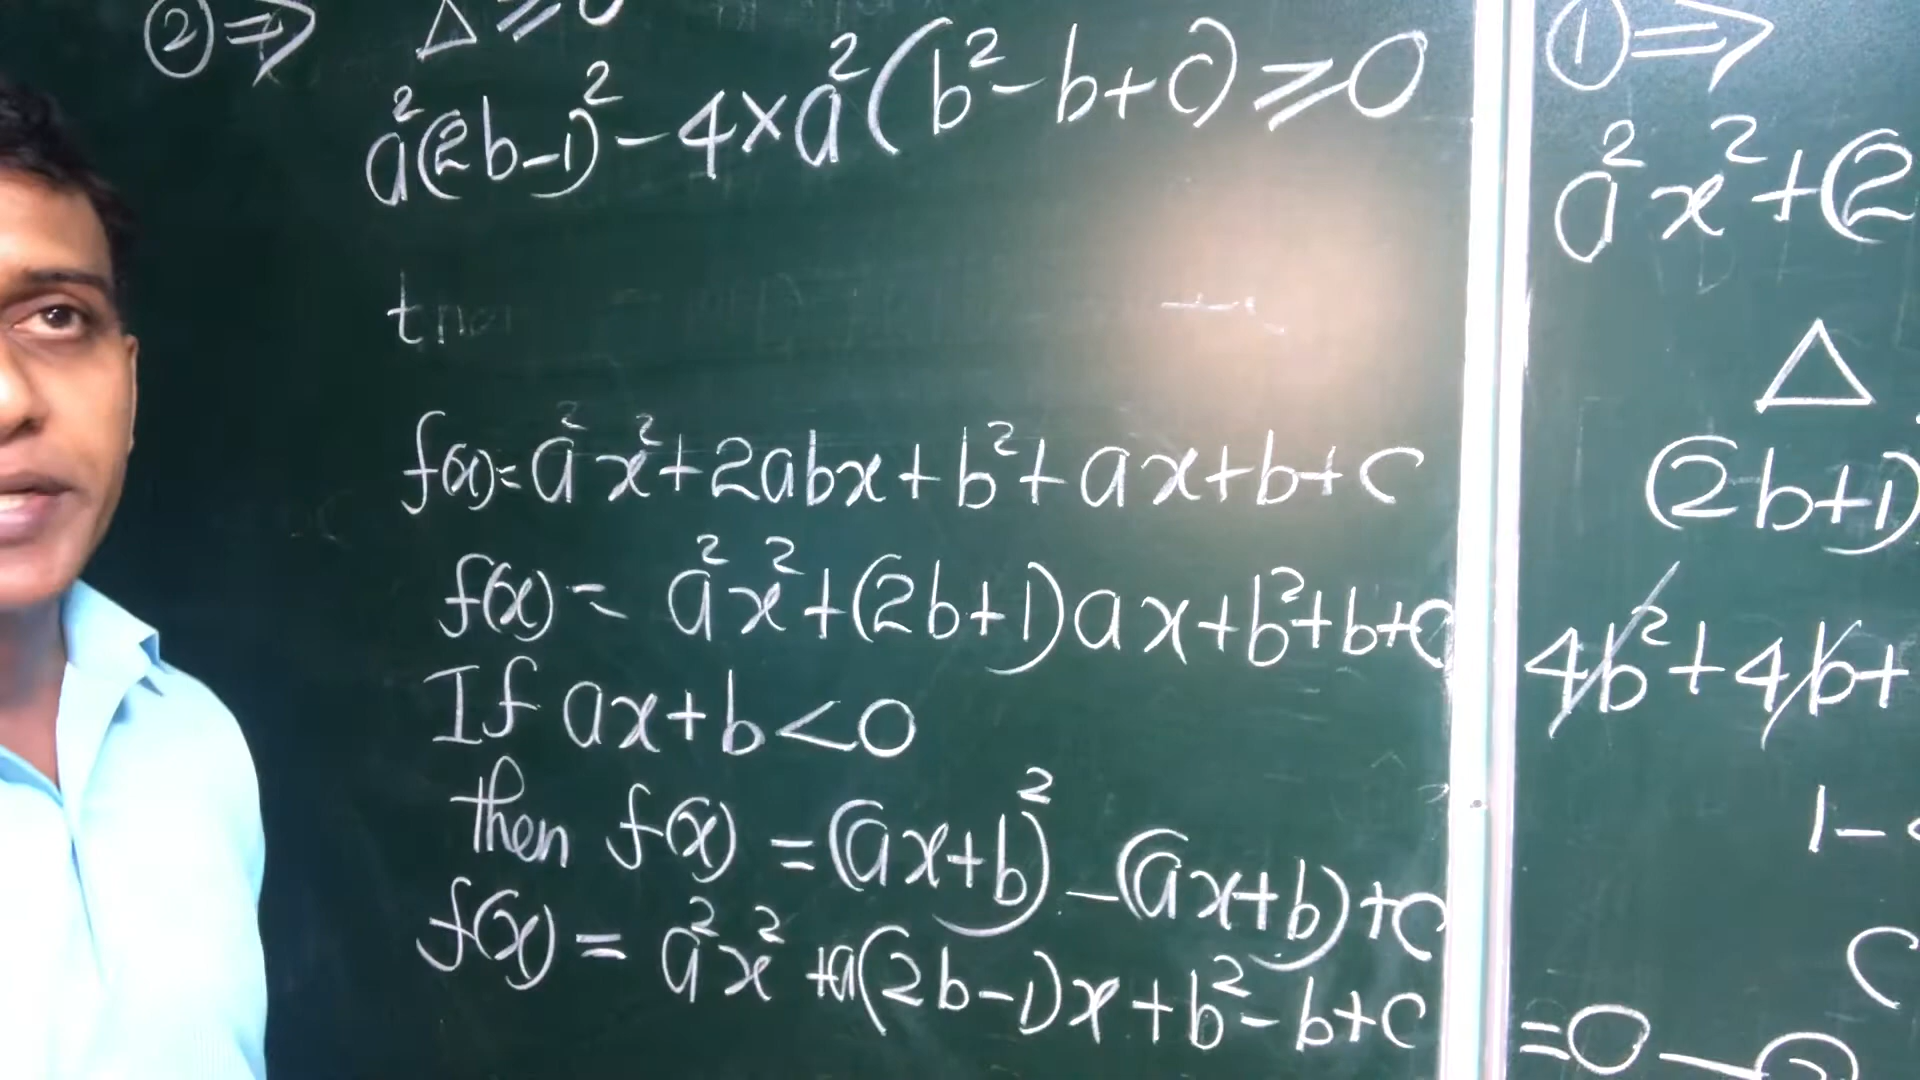 ② ⇒ Δ ≥ 0
a²(2b-1)² - 4×a²(b²-b+c) ≥ 0
f(x)= a²x²+2abx+b²+ax+b+c
f(x) = a²x²+(2b+1)ax+b²+b+c
If ax+b<0
then f(x) = (ax+b)² - (ax+b)+c
f(x) = a²x² +a(2b-1)x+b²-b+c
① ⇒
a²x²+(2
Δ
(2b+1)
4b²+4b+
1-
c
=0 —